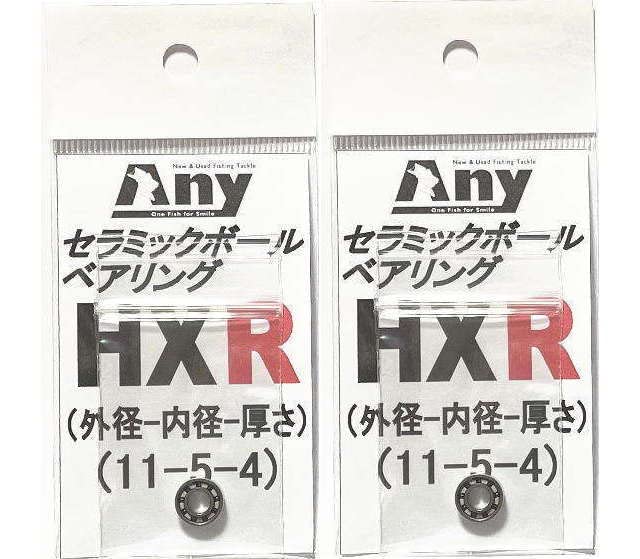 New & Used Fishing Tackle
Any
One Fish for Smile
セラミックボール
ベアリング
HXR
(外径-内径-厚さ)
(11-5-4)
New & Used Fishing Tackle
Any
One Fish for Smile
セラミックボール
ベアリング
HXR
(外径-内径-厚さ)
(11-5-4)